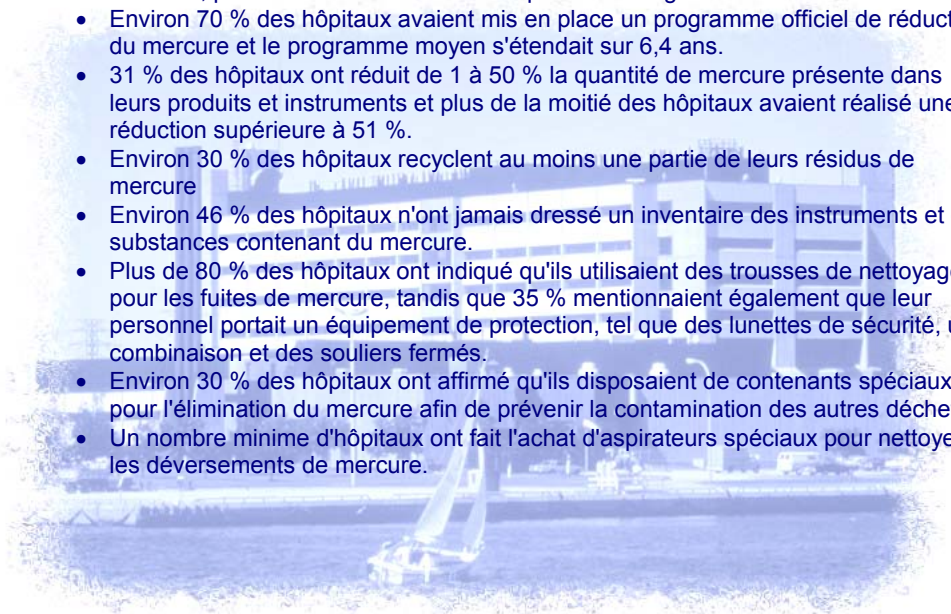 • Environ 70 % des hôpitaux avaient mis en place un programme officiel de réduct
du mercure et le programme moyen s'étendait sur 6,4 ans.
• 31 % des hôpitaux ont réduit de 1 à 50 % la quantité de mercure présente dans
leurs produits et instruments et plus de la moitié des hôpitaux avaient réalisé une
réduction supérieure à 51 %.
• Environ 30 % des hôpitaux recyclent au moins une partie de leurs résidus de
mercure
• Environ 46 % des hôpitaux n'ont jamais dressé un inventaire des instruments et
substances contenant du mercure.
• Plus de 80 % des hôpitaux ont indiqué qu'ils utilisaient des trousses de nettoyage
pour les fuites de mercure, tandis que 35 % mentionnaient également que leur
personnel portait un équipement de protection, tel que des lunettes de sécurité, u
combinaison et des souliers fermés.
• Environ 30 % des hôpitaux ont affirmé qu'ils disposaient de contenants spéciaux
pour l'élimination du mercure afin de prévenir la contamination des autres déche
• Un nombre minime d'hôpitaux ont fait l'achat d'aspirateurs spéciaux pour nettoye
les déversements de mercure.